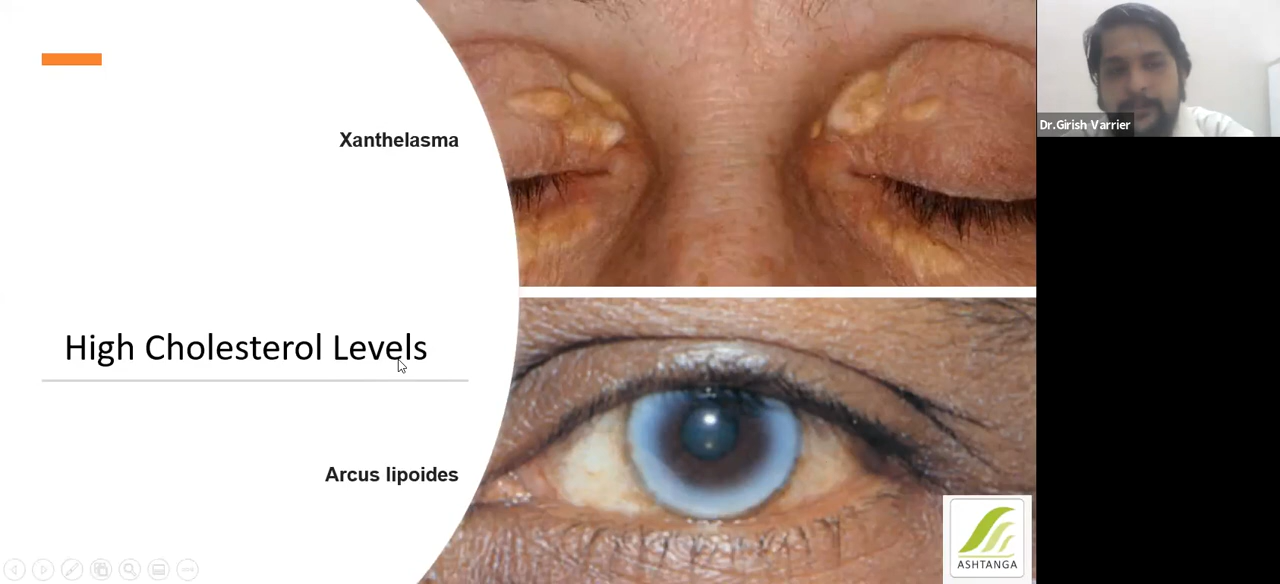 Xanthelasma
High Cholesterol Levels
Arcus lipoides
ASHTANGA
Dr.Girish Varrier